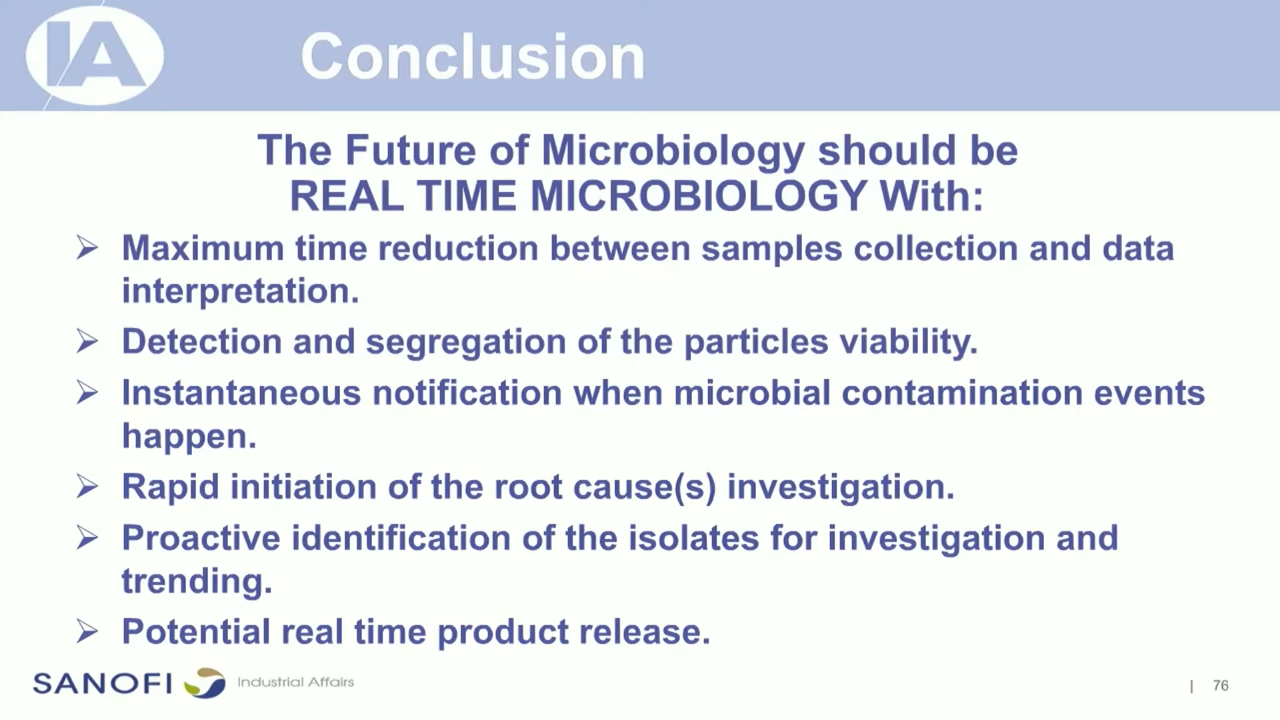 IA
Conclusion
The Future of Microbiology should be
REAL TIME MICROBIOLOGY With:
➢ Maximum time reduction between samples collection and data
interpretation.
➢ Detection and segregation of the particles viability.
➢ Instantaneous notification when microbial contamination events
happen.
➢ Rapid initiation of the root cause(s) investigation.
➢ Proactive identification of the isolates for investigation and
trending.
➢ Potential real time product release.
SANOFI Industrial Affairs
| 76